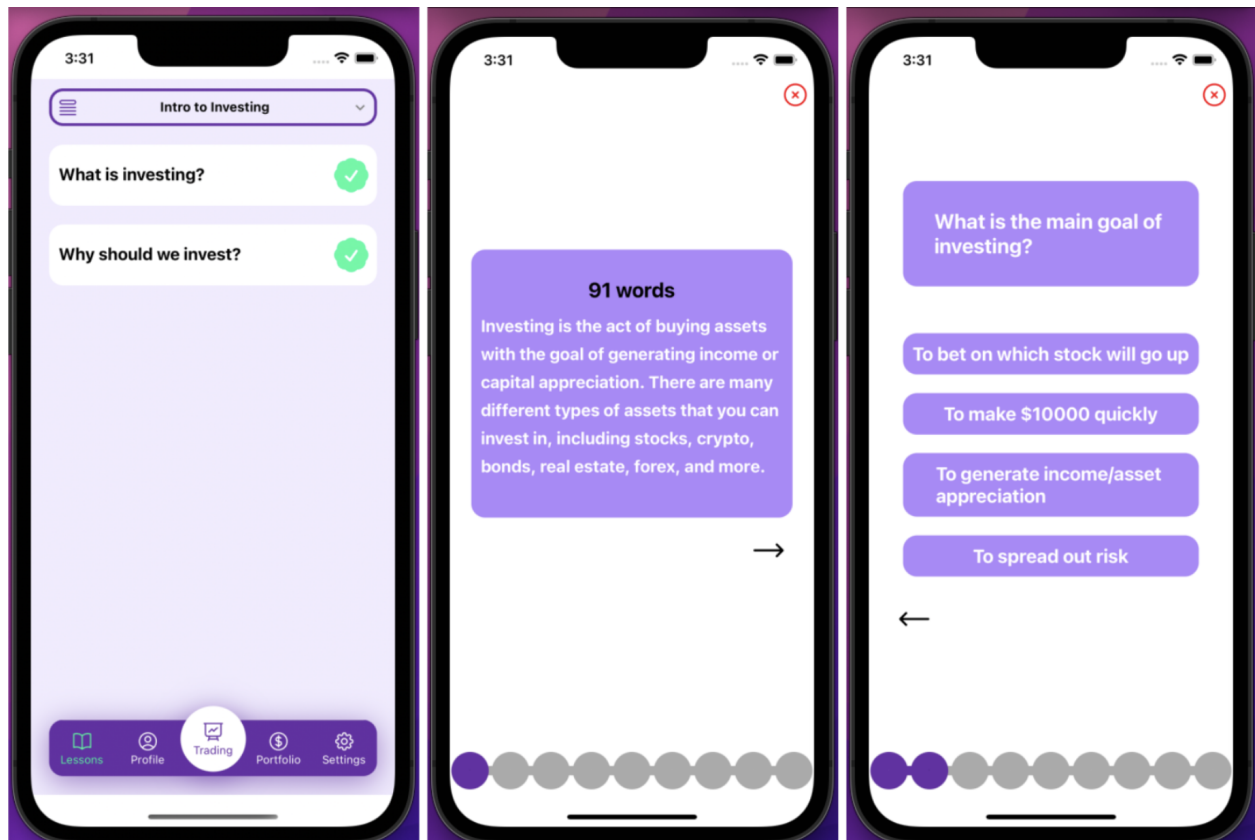 3:31
Intro to Investing
What is investing?
Why should we invest?
Lessons
Profile
Trading
Portfolio
Settings
3:31
91 words
Investing is the act of buying assets
with the goal of generating income or
capital appreciation. There are many
different types of assets that you can
invest in, including stocks, crypto,
bonds, real estate, forex, and more.
3:31
What is the main goal of
investing?
To bet on which stock will go up
To make $10000 quickly
To generate income/asset
appreciation
To spread out risk